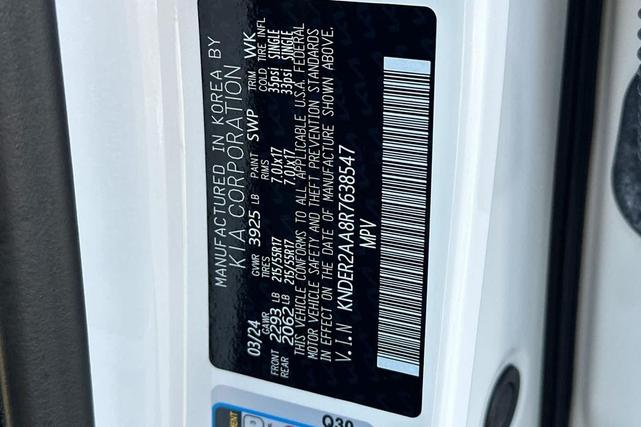 MANUFACTURED IN KOREA BY
KIA CORPORATION
03/24 GVWR 3925 LB PAINT SWP TRIM WK
GAWR TIRES RIMS COLD TIRE INFL
FRONT 2293 LB 215/55R17 7.0Jx17 35psi SINGLE
REAR 2062 LB 215/55R17 7.0Jx17 33psi SINGLE
THIS VEHICLE CONFORMS TO ALL APPLICABLE U.S.A. FEDERAL
MOTOR VEHICLE SAFETY AND THEFT PREVENTION STANDARDS
IN EFFECT ON THE DATE OF MANUFACTURE SHOWN ABOVE.
V.I.N KNDER2AA8R7638547
MPV
Q30